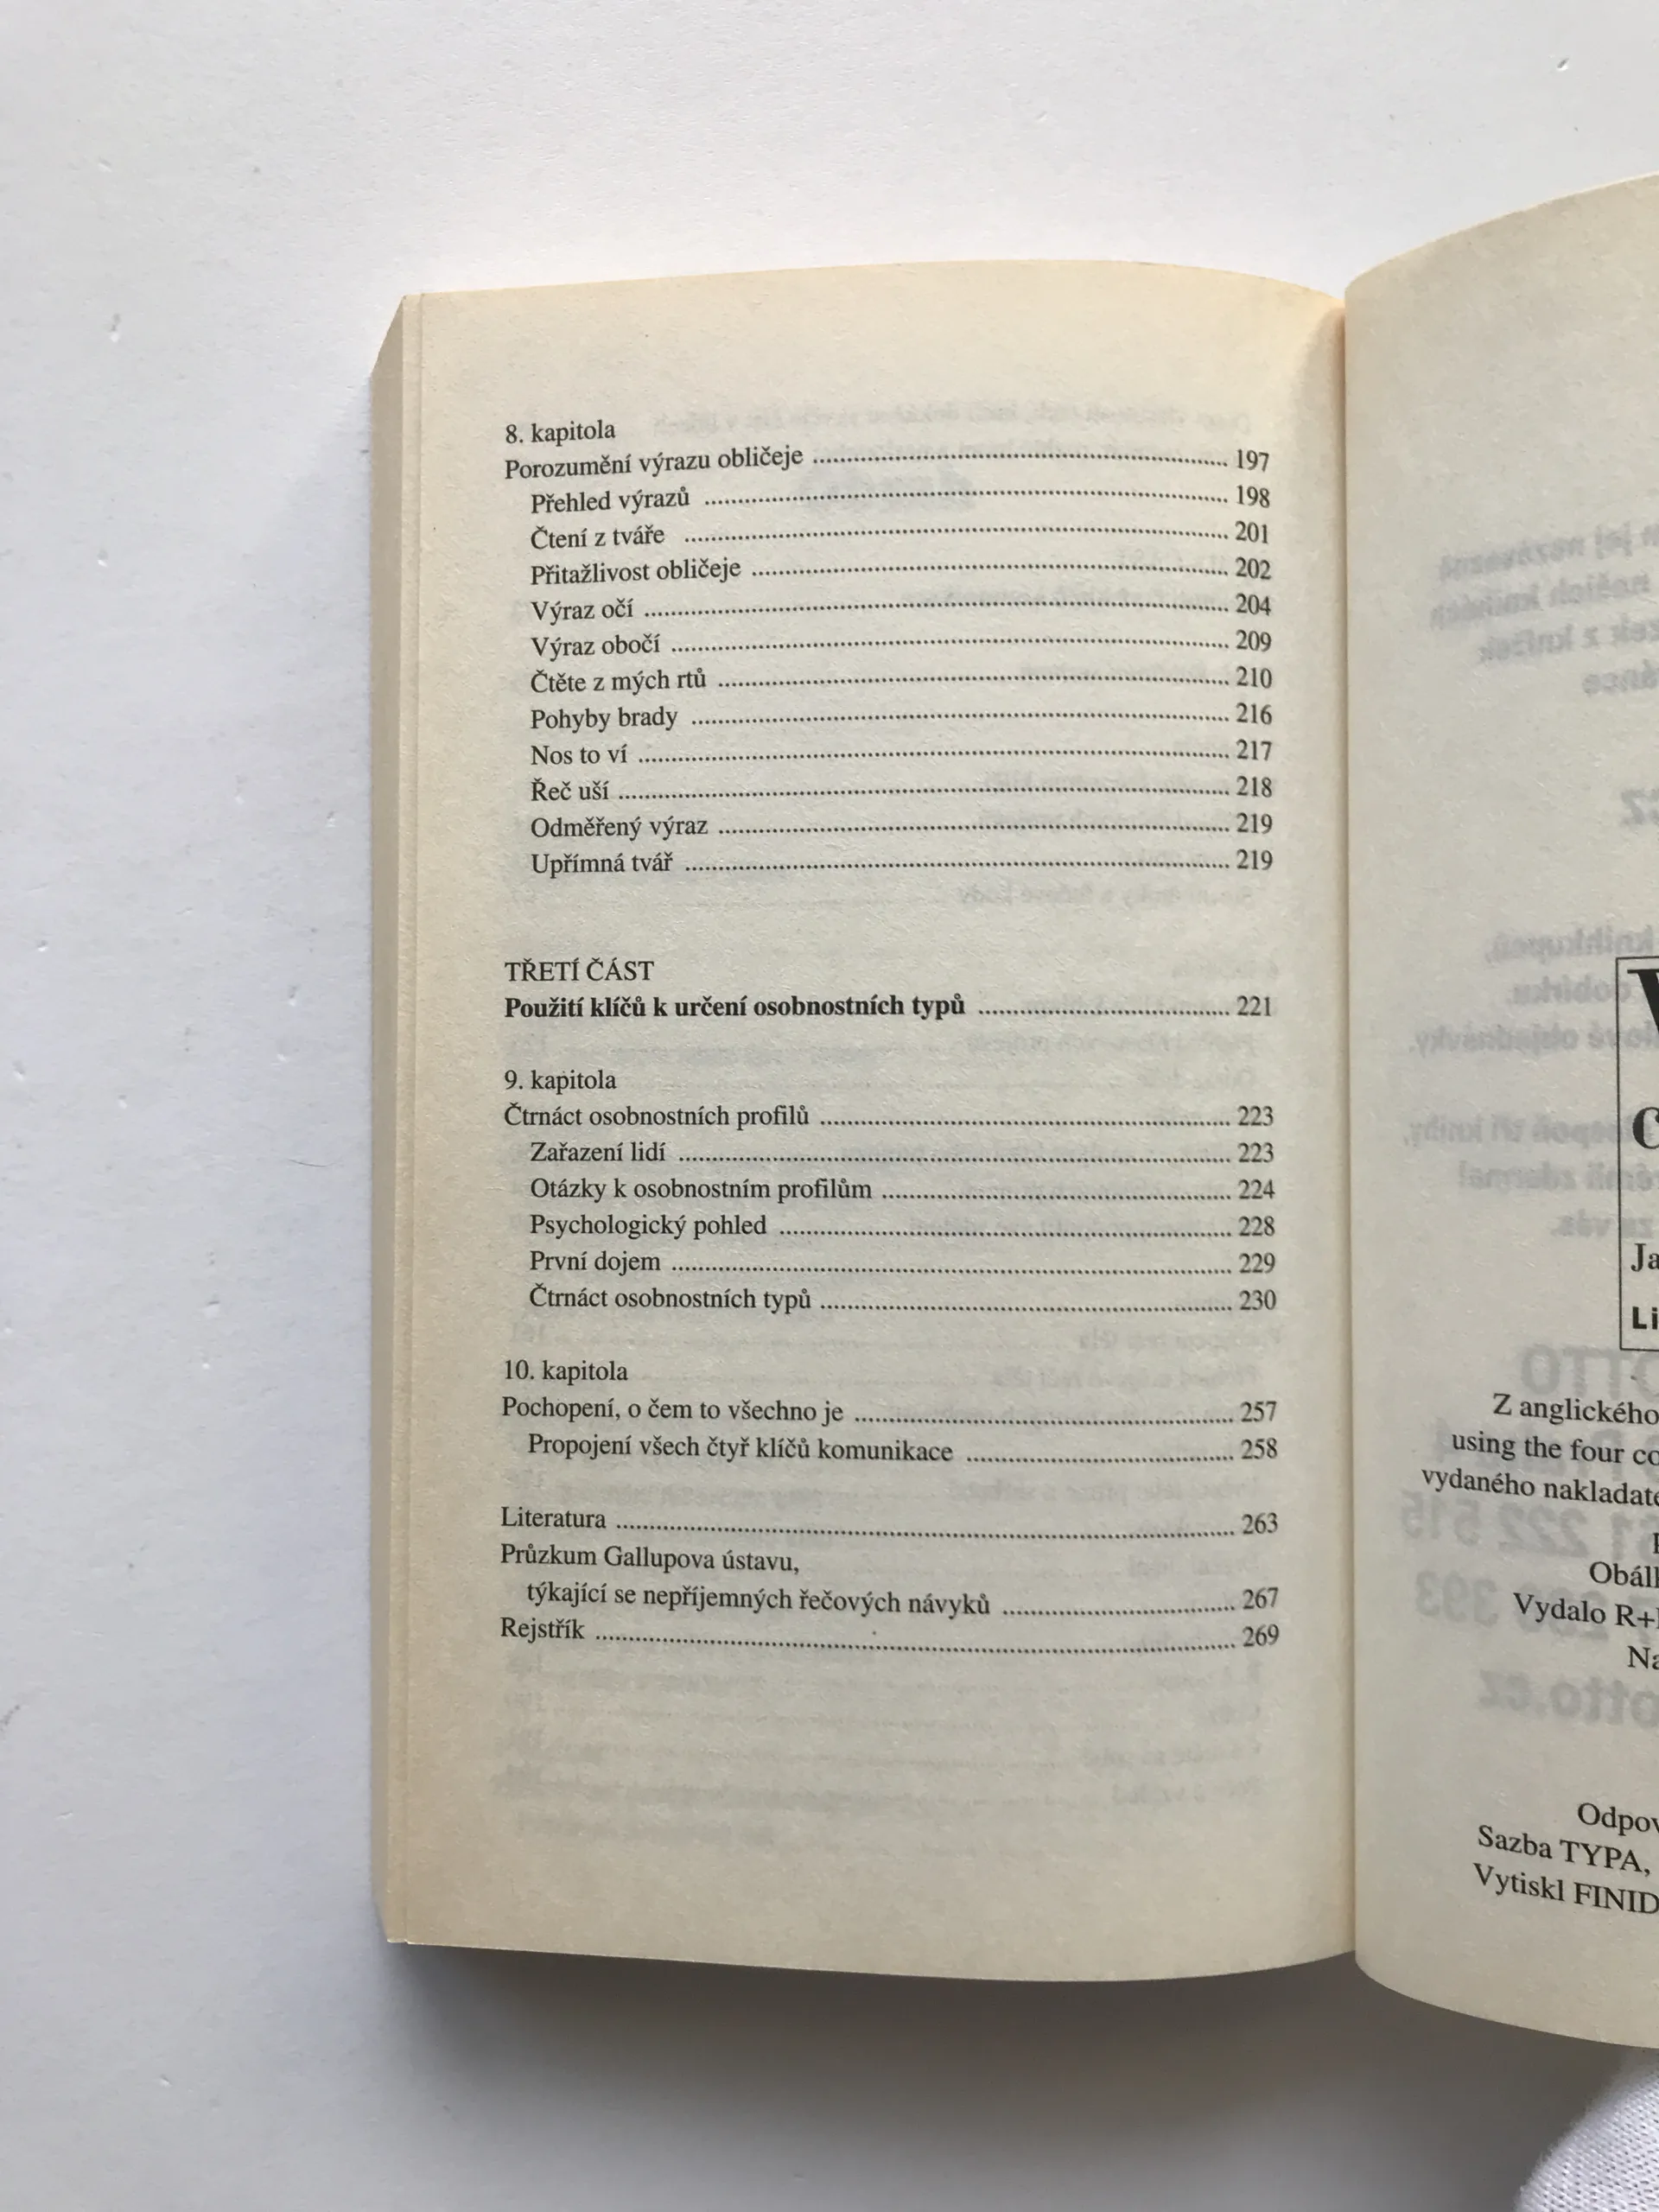 8. kapitola
Porozumění výrazu obličeje 197
Přehled výrazů 198
Čtení z tváře 201
Přitažlivost obličeje 202
Výraz očí 204
Výraz obočí 209
Čtěte z mých rtů 210
Pohyby brady 216
Nos to ví 217
Řeč uší 218
Odměřený výraz 219
Upřímná tvář 219
TŘETÍ ČÁST
Použití klíčů k určení osobnostních typů 221
9. kapitola
Čtrnáct osobnostních profilů 223
Zařazení lidí 223
Otázky k osobnostním profilům 224
Psychologický pohled 228
První dojem 229
Čtrnáct osobnostních typů 230
10. kapitola
Pochopení, o čem to všechno je 257
Propojení všech čtyř klíčů komunikace 258
Literatura 263
Průzkum Gallupova ústavu,
týkající se nepříjemných řečových návyků 267
Rejstřík 269
Z anglického
using the four
Vydalo
Sazba TYPA,
Vytiskl